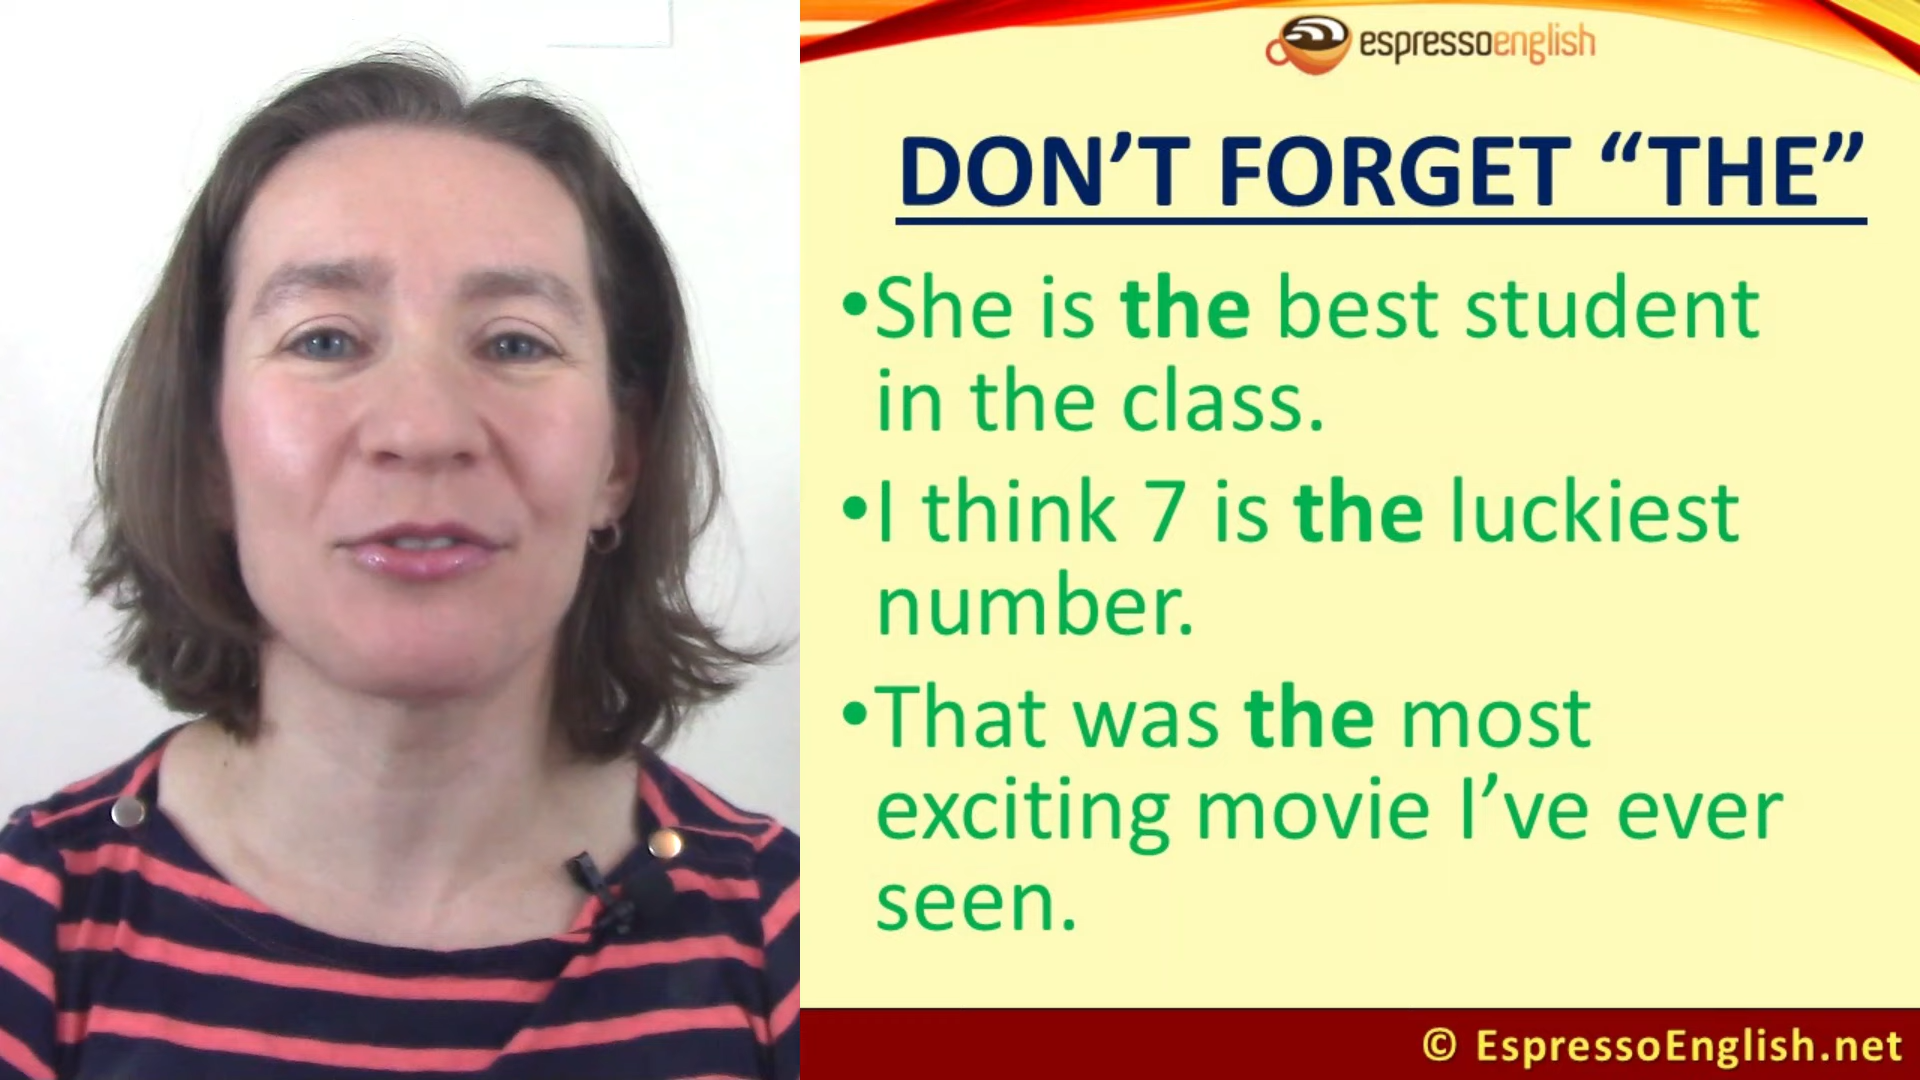 espressoenglish
DON’T FORGET “THE”
•She is the best student
in the class.
•I think 7 is the luckiest
number.
•That was the most
exciting movie I’ve ever
seen.
© EspressoEnglish.net